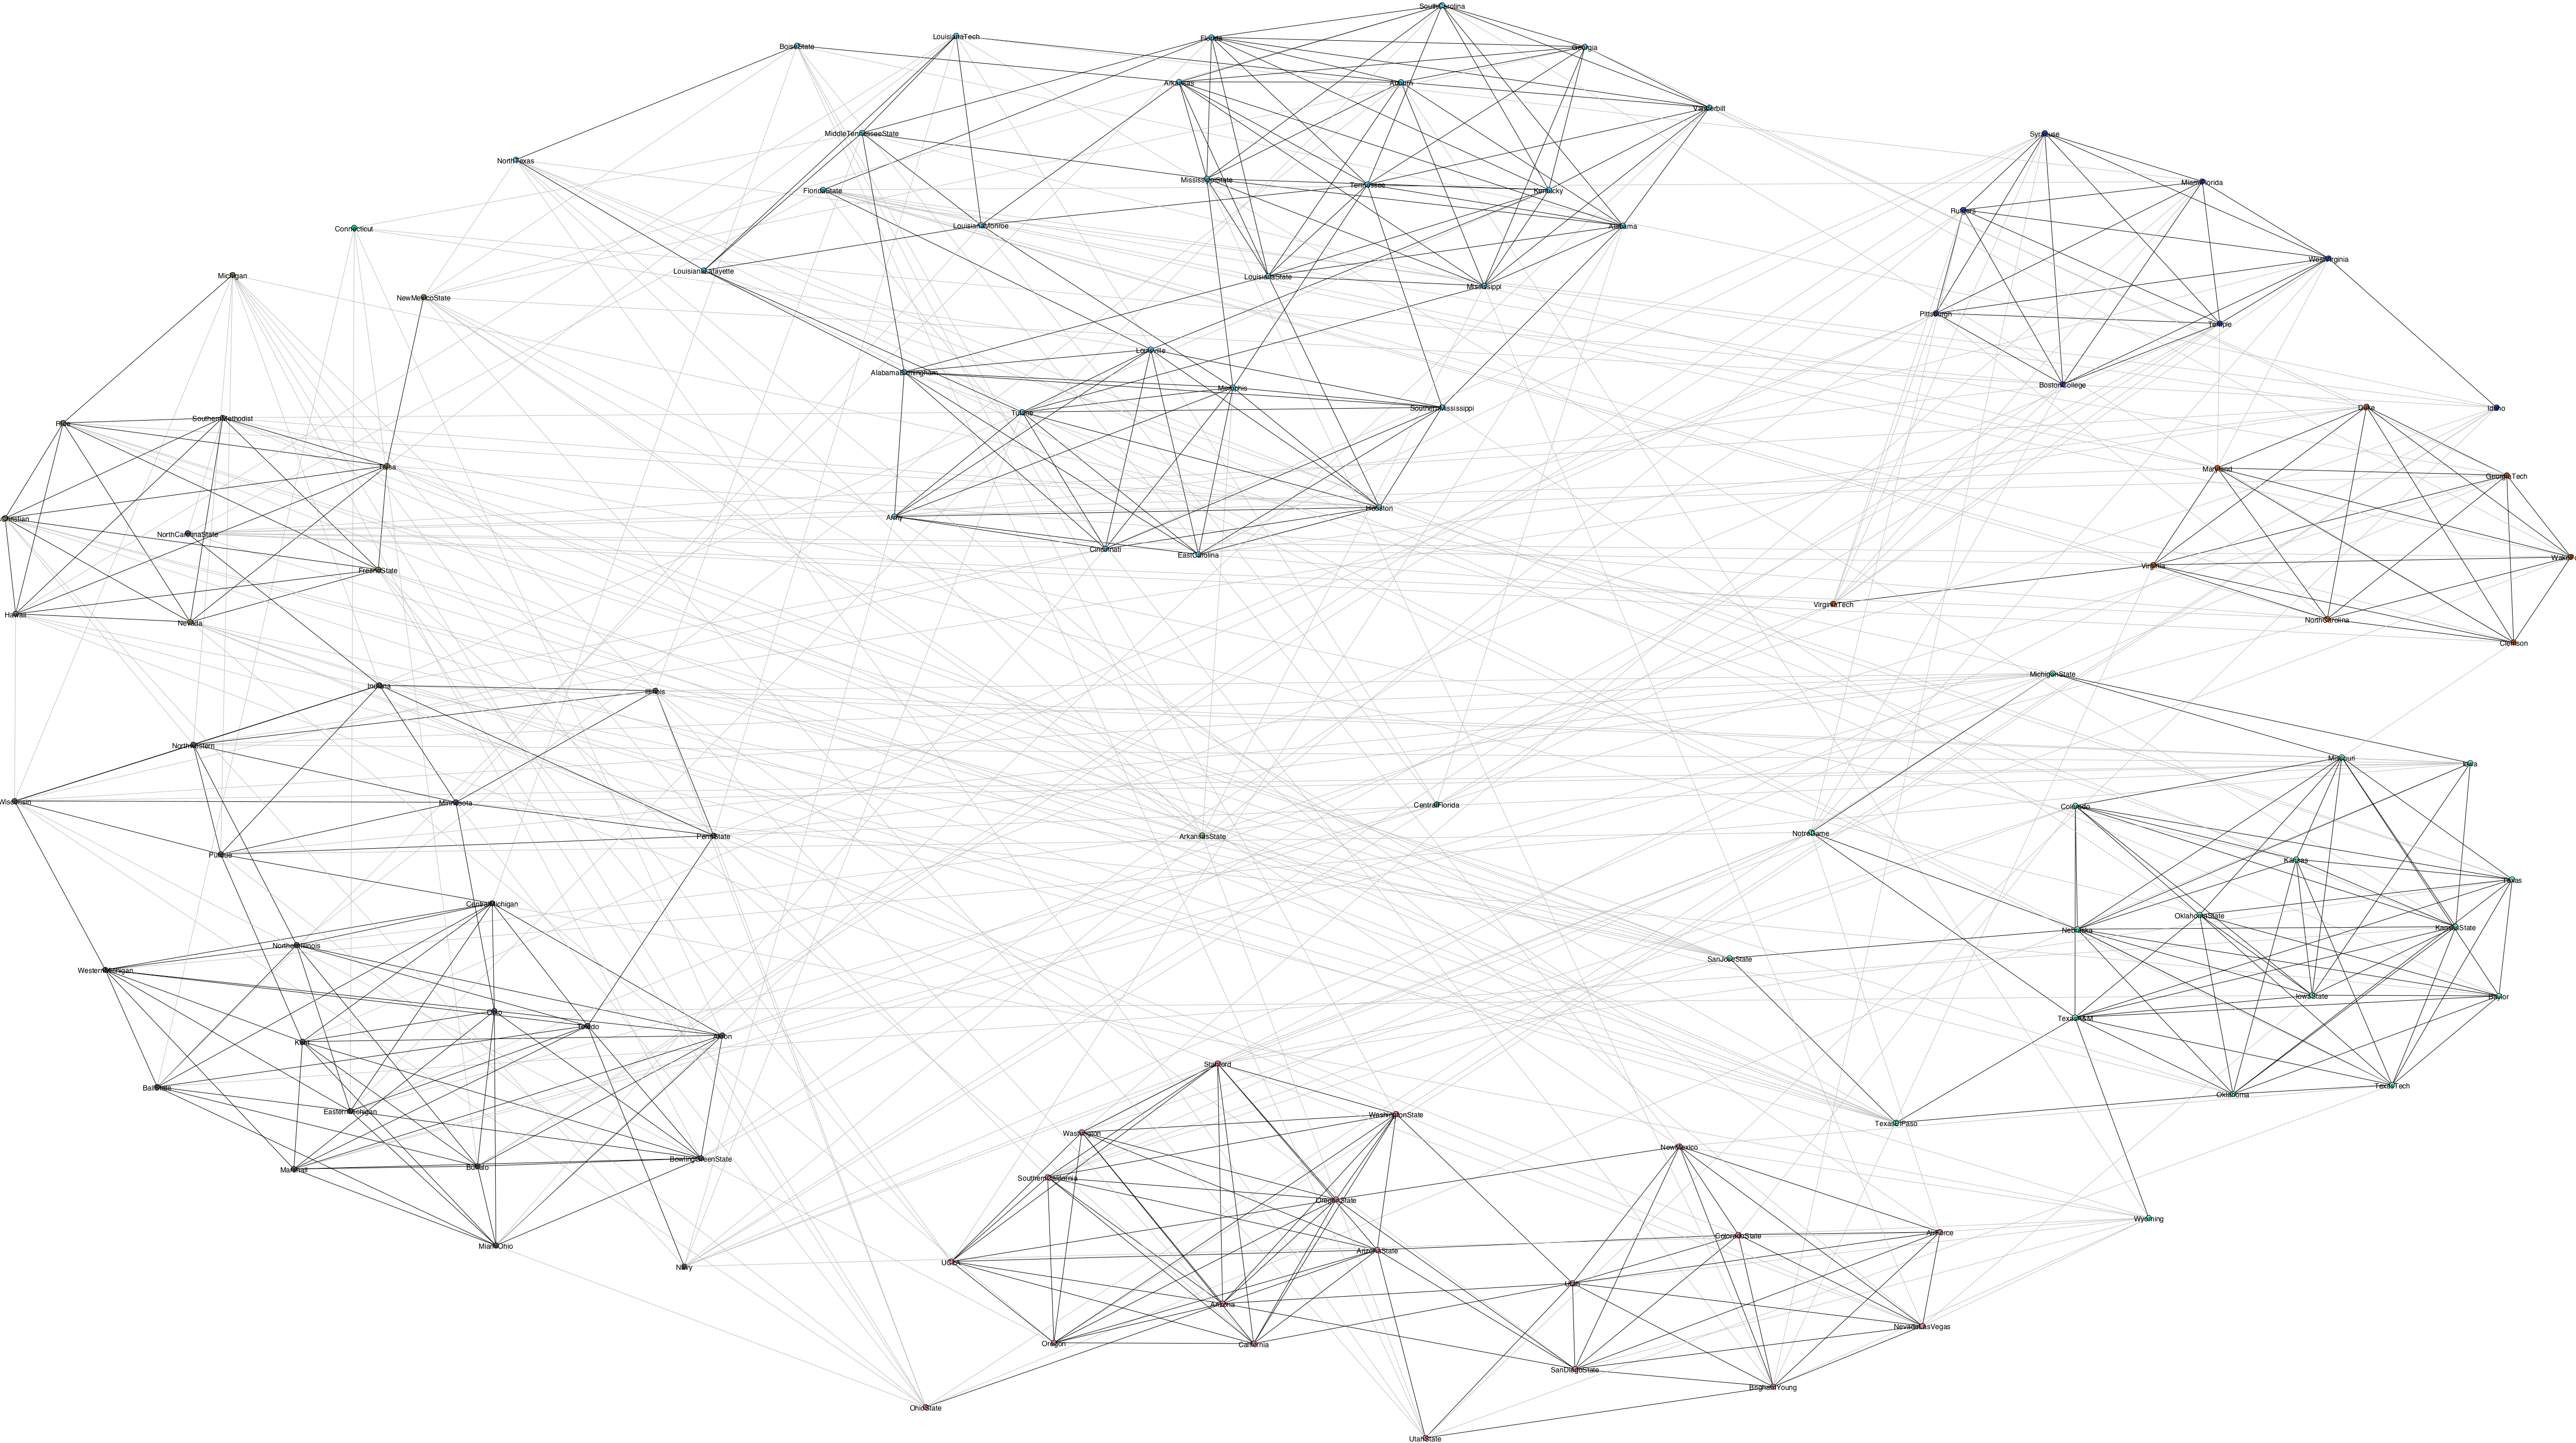 SouthCarolina
LouisianaTech
Florida
BoiseState
Georgia
Arkansas
Auburn
Vanderbilt
MiddleTennesseeState
Syracuse
NorthTexas
MississippiState
MiamiFlorida
Tennessee
FloridaState
Kentucky
Rutgers
LouisianaMonroe
Alabama
Connecticut
WestVirginia
LouisianaLafayette
Michigan
LouisianaState
Mississippi
NewMexicoState
Pittsburgh
Temple
Louisville
AlabamaBirmingham
BostonCollege
Memphis
Duke
SouthernMississippi
Idaho
Tulane
SouthernMethodist
Rice
Tulsa
Maryland
GeorgiaTech
Houston
Army
Christian
NorthCarolinaState
Cincinnati
EastCarolina
Wake
Virginia
FresnoState
VirginiaTech
Hawaii
NorthCarolina
Nevada
Clemson
MichiganState
Indiana
Illinois
Northwestern
Missouri
Iowa
Wisconsin
Minnesota
CentralFlorida
Colorado
NotreDame
PennState
ArkansasState
Purdue
Kansas
Texas
CentralMichigan
OklahomaState
KansasState
Nebraska
NorthernIllinois
SanJoseState
WesternMichigan
IowaState
Baylor
Ohio
TexasA&M
Toledo
Akron
Kent
Stanford
TexasTech
BallState
Oklahoma
EasternMichigan
WashingtonState
TexasElPaso
Washington
NewMexico
BowlingGreenState
Buffalo
Marshall
SouthernCalifornia
OregonState
Wyoming
AirForce
ColoradoState
MiamiOhio
ArizonaState
UCLA
Navy
Utah
Arizona
NevadaLasVegas
Oregon
California
SanDiegoState
BrighamYoung
OhioState
UtahState